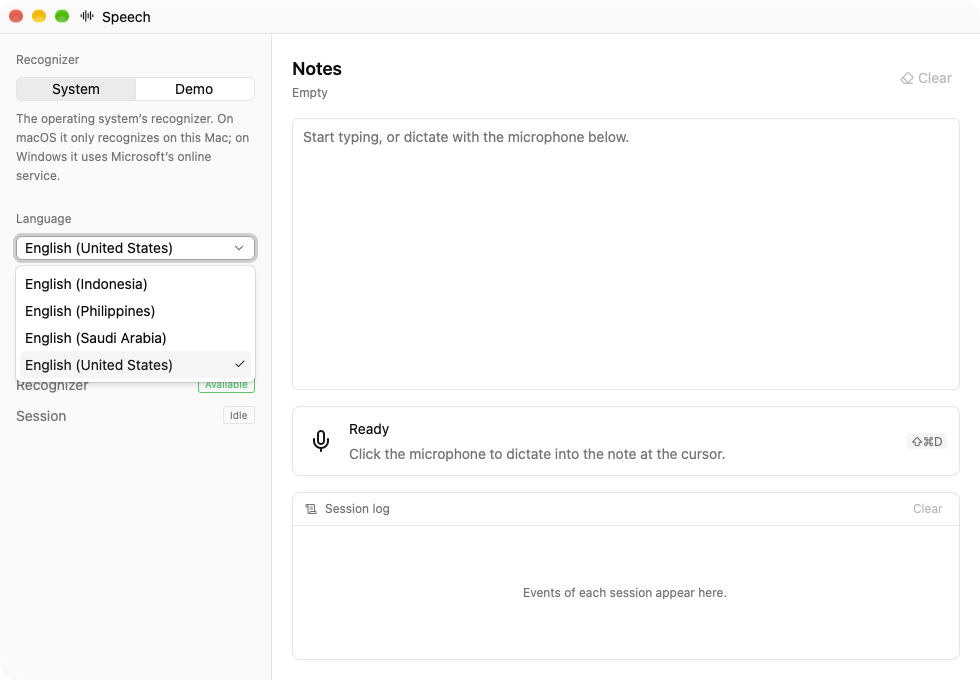 Speech
Recognizer
System
Demo
The operating system's recognizer. On
macOS it only recognizes on this Mac; on
Windows it uses Microsoft's online
service.
Language
English (United States)
English (Indonesia)
English (Philippines)
English (Saudi Arabia)
English (United States)
Recognizer
Available
Session
Idle
Notes
Empty
Clear
Start typing, or dictate with the microphone below.
Ready
Click the microphone to dictate into the note at the cursor.
⇧⌘D
Session log
Clear
Events of each session appear here.